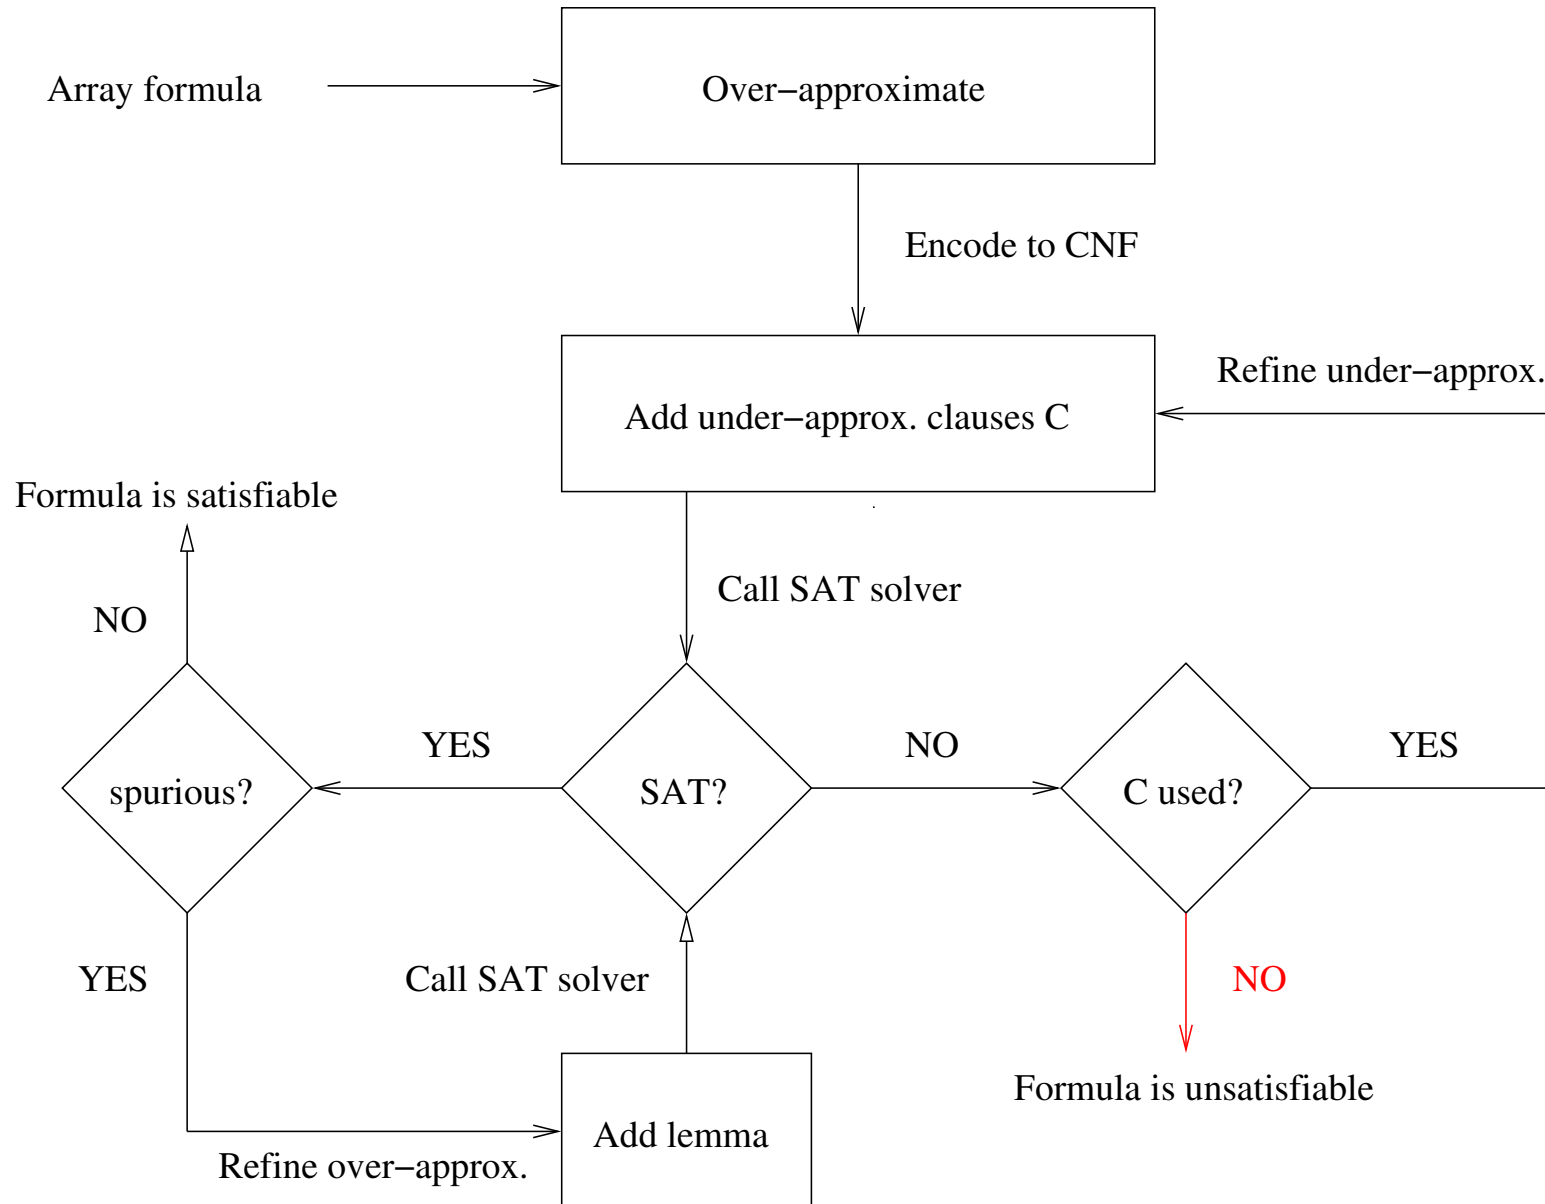 Array formula
Over−approximate
Encode to CNF
Refine under−approx.
Add under−approx. clauses C
Formula is satisfiable
Call SAT solver
NO
YES
NO
YES
spurious?
SAT?
C used?
YES
Call SAT solver
NO
Formula is unsatisfiable
Add lemma
Refine over−approx.